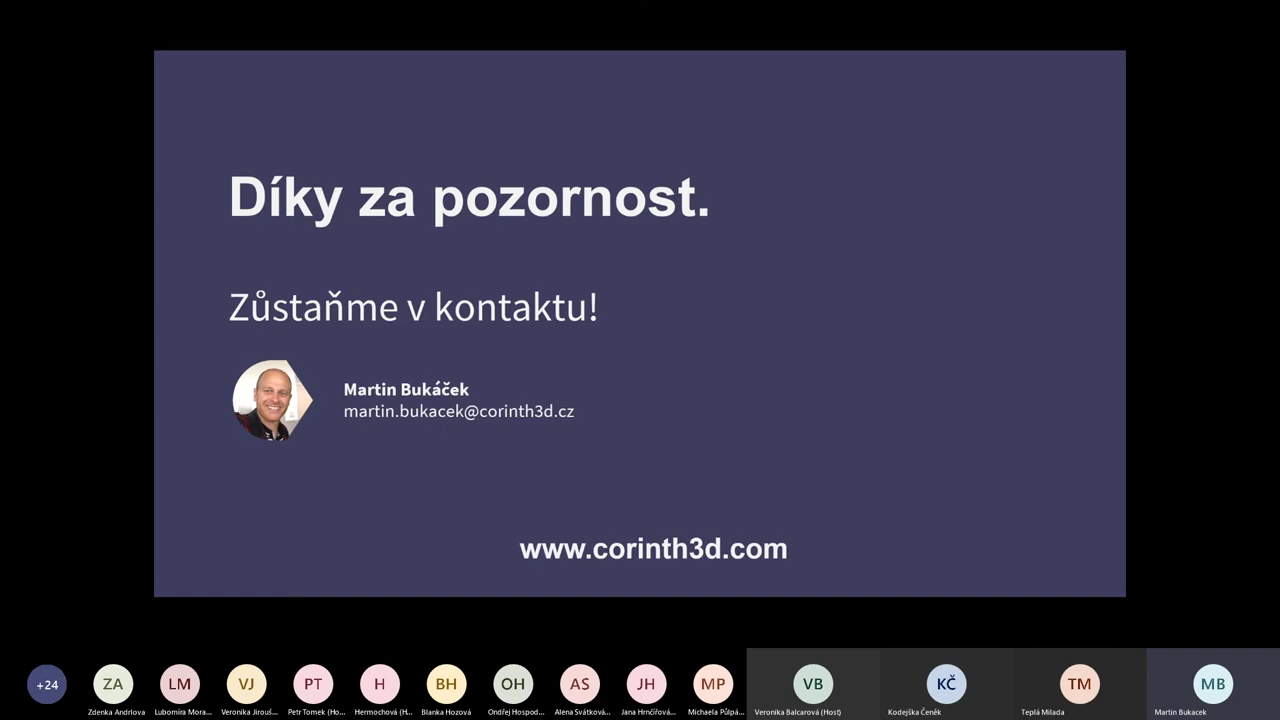 Díky za pozornost.
Zůstaňme v kontaktu!
Martin Bukáček
martin.bukacek@corinth3d.cz
www.corinth3d.com
+24
ZA
LM
VJ
PT
H
BH
OH
AS
JH
MP
VB
KČ
TM
MB
Zdenka Andrlova
Lubomíra Mora...
Veronika Jirouš...
Petr Tomek (Ho...
Hermochová (H...
Blanka Hozová
Ondřej Hospod...
Alena Svátková...
Jana Hrnčířová...
Michaela Půlpá...
Veronika Balcarová (Host)
Kodejška Čeněk
Teplá Milada
Martin Bukacek